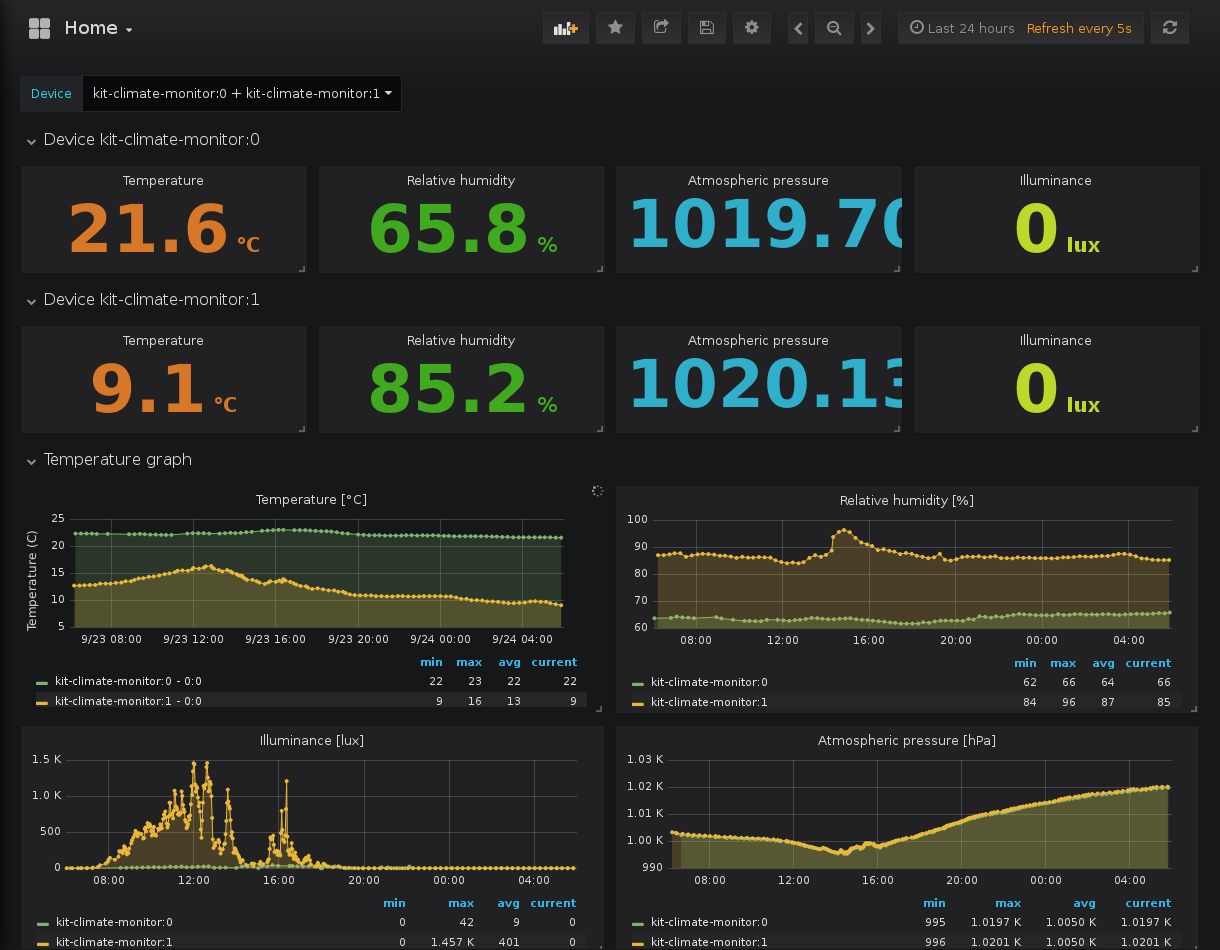 Home
Last 24 hours Refresh every 5s
Device kit-climate-monitor:0 + kit-climate-monitor:1
Device kit-climate-monitor:0
Temperature Relative humidity Atmospheric pressure Illuminance
21.6 °C 65.8 % 1019.70 0 lux
Device kit-climate-monitor:1
Temperature Relative humidity Atmospheric pressure Illuminance
9.1 °C 85.2 % 1020.13 0 lux
Temperature graph
Temperature [°C]
Temperature (C)
25
20
15
10
5
9/23 08:00 9/23 12:00 9/23 16:00 9/23 20:00 9/24 00:00 9/24 04:00
min max avg current
kit-climate-monitor:0 - 0:0 22 23 22 22
kit-climate-monitor:1 - 0:0 9 16 13 9
Relative humidity [%]
100
90
80
70
60
08:00 12:00 16:00 20:00 00:00 04:00
min max avg current
kit-climate-monitor:0 62 66 64 66
kit-climate-monitor:1 84 96 87 85
Illuminance [lux]
1.5 K
1.0 K
500
0
08:00 12:00 16:00 20:00 00:00 04:00
min max avg current
kit-climate-monitor:0 0 42 9 0
kit-climate-monitor:1 0 1.457 K 401 0
Atmospheric pressure [hPa]
1.03 K
1.02 K
1.01 K
1.00 K
990
08:00 12:00 16:00 20:00 00:00 04:00
min max avg current
kit-climate-monitor:0 995 1.0197 K 1.0050 K 1.0197 K
kit-climate-monitor:1 996 1.0201 K 1.0050 K 1.0201 K